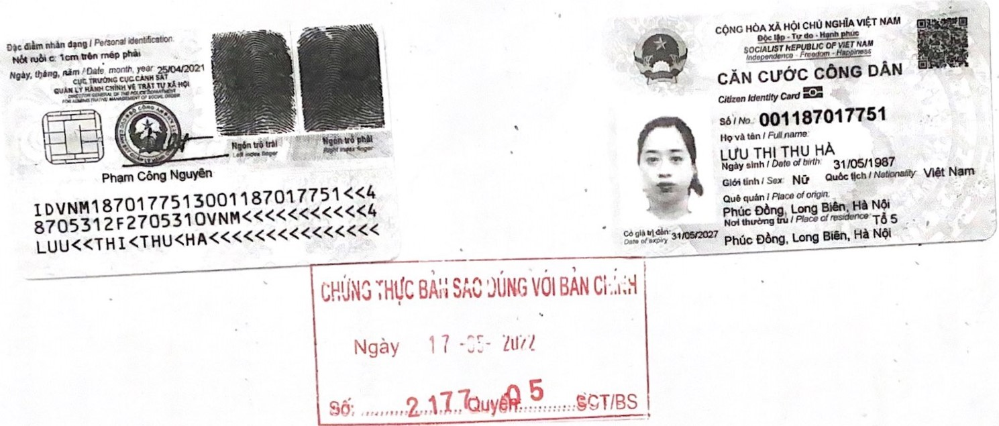 Đặc điểm nhân dạng / Personal identification:
Nốt ruồi c: 1cm trên mép phải
Ngày, tháng, năm / Date, month, year 25/04/2021
CỤC TRƯỞNG CỤC CẢNH SÁT
QUẢN LÝ HÀNH CHÍNH VỀ TRẬT TỰ XÃ HỘI
DIRECTOR GENERAL OF THE POLICE DEPARTMENT
FOR ADMINISTRATIVE MANAGEMENT OF SOCIAL ORDER
Ngón trỏ trái
Left index finger
Ngón trỏ phải
Right index finger
Phạm Công Nguyên
IDVNM1870177513001187017751<<4
8705312F2705310VNM<<<<<<<<<<<4
LUU<<THI<THU<HA<<<<<<<<<<<<<<<
CỘNG HÒA XÃ HỘI CHỦ NGHĨA VIỆT NAM
Độc lập - Tự do - Hạnh phúc
SOCIALIST REPUBLIC OF VIET NAM
Independence - Freedom - Happiness
CĂN CƯỚC CÔNG DÂN
Citizen Identity Card
Số / No.: 001187017751
Họ và tên / Full name:
LƯU THỊ THU HÀ
Ngày sinh / Date of birth: 31/05/1987
Giới tính / Sex: Nữ Quốc tịch / Nationality: Việt Nam
Quê quán / Place of origin:
Phúc Đồng, Long Biên, Hà Nội
Nơi thường trú / Place of residence: Tổ 5
Phúc Đồng, Long Biên, Hà Nội
Có giá trị đến: 31/05/2027
Date of expiry
CHỨNG THỰC BẢN SAO ĐÚNG VỚI BẢN CHÍNH
Ngày 17 -05- 2022
Số: 2177 Quyển 05 SCT/BS